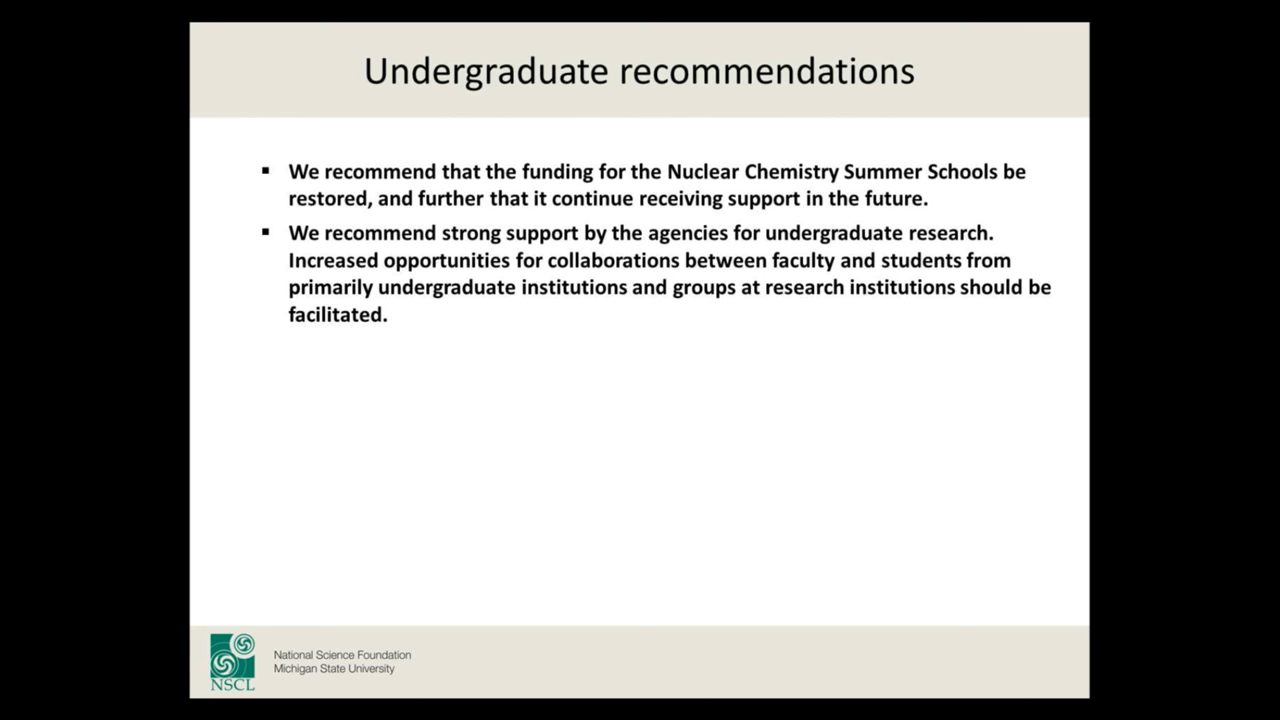 Undergraduate recommendations
▪ We recommend that the funding for the Nuclear Chemistry Summer Schools be
restored, and further that it continue receiving support in the future.
▪ We recommend strong support by the agencies for undergraduate research.
Increased opportunities for collaborations between faculty and students from
primarily undergraduate institutions and groups at research institutions should be
facilitated.
National Science Foundation
Michigan State University
NSCL